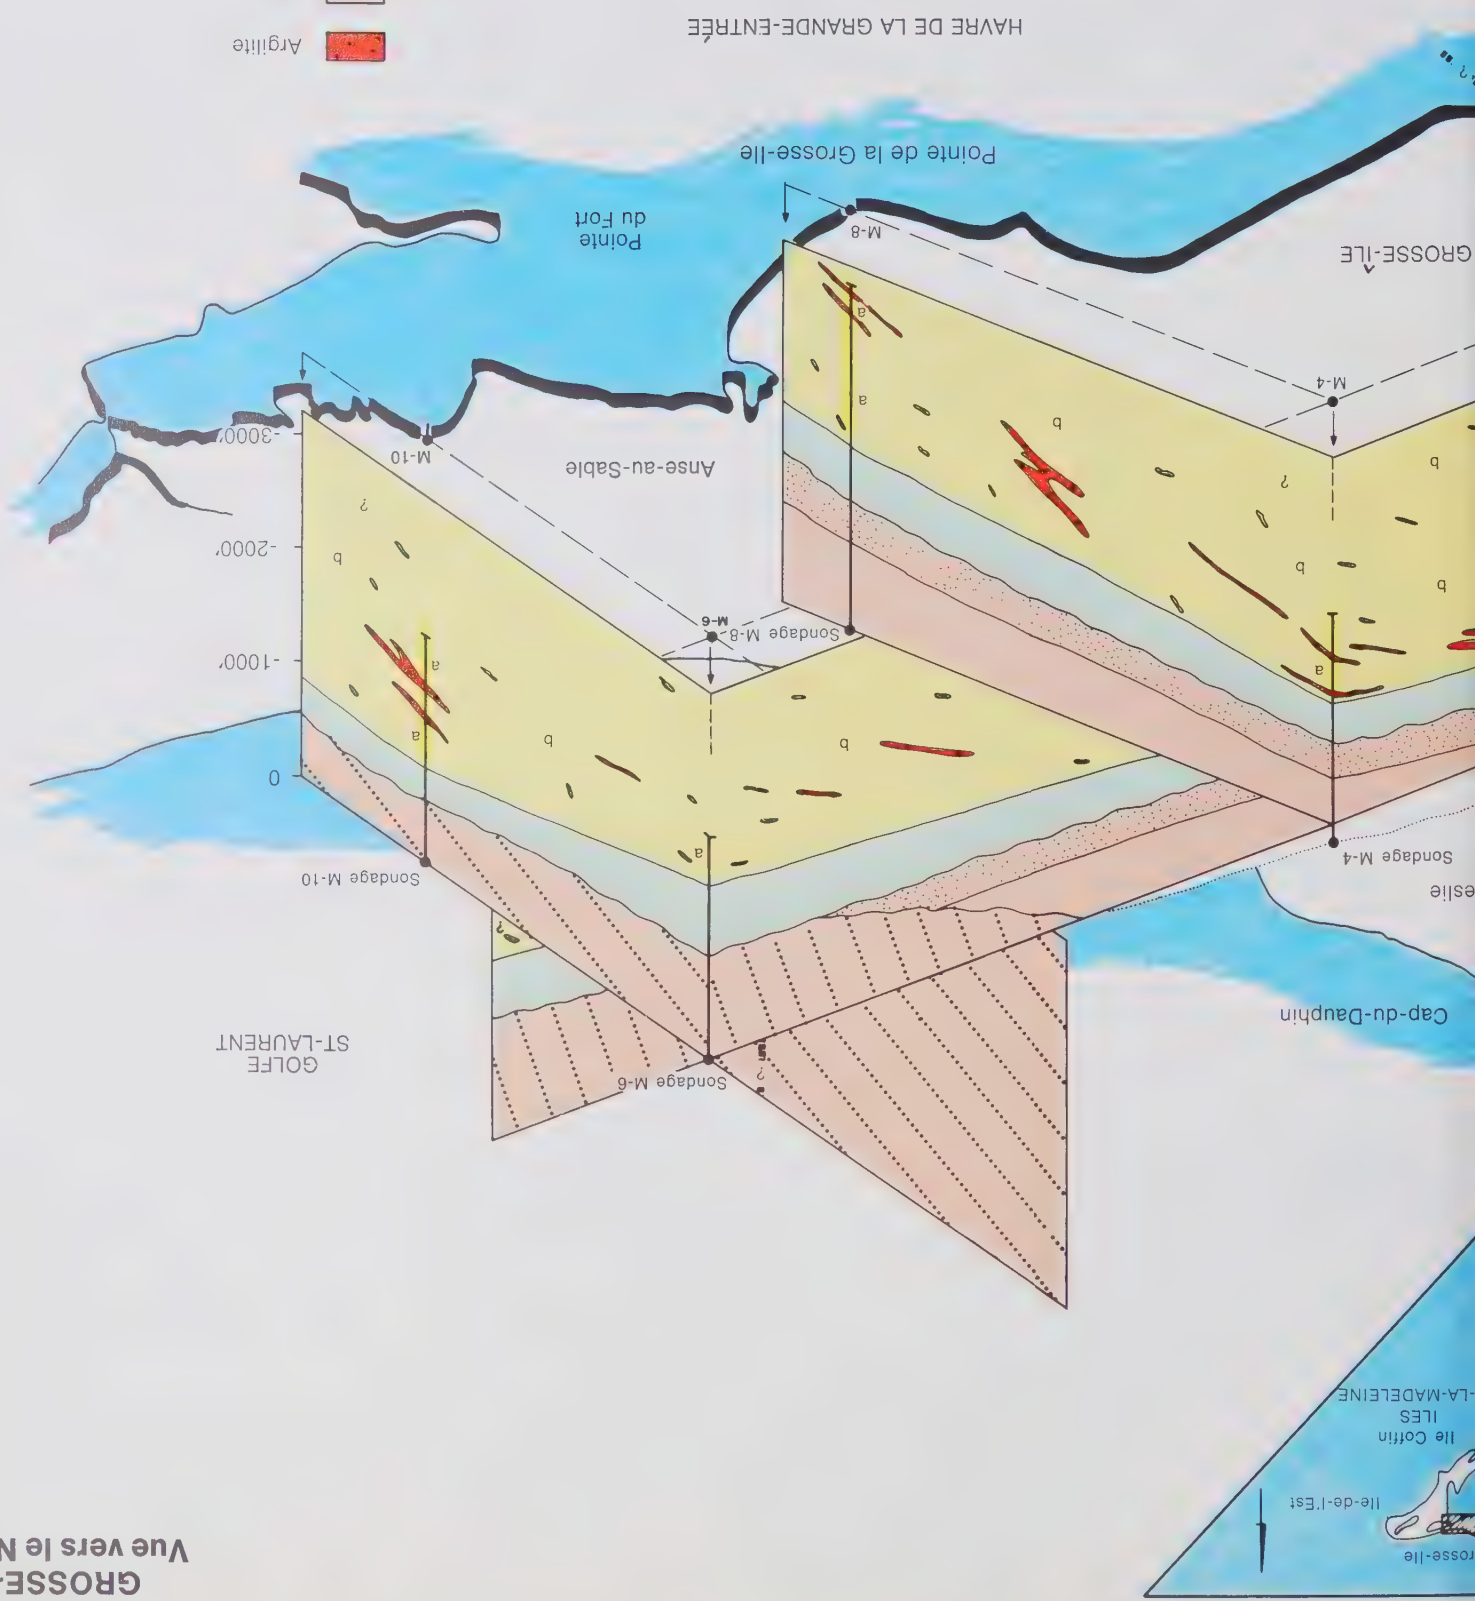 GROSSE-
Vue vers le N
rosse-Ile
Ile-de-l'Est
Ile Coffin
ILES
-LA-MADELEINE
Sondage M-6
?
GOLFE
ST-LAURENT
Cap-du-Dauphin
?
eslie
Sondage M-10
Sondage M-4
a
0
a
b
b
a
-1000'
a
Sondage M-8
M-6
b
b
b
-2000'
?
?
b
Anse-au-Sable
M-10
-3000'
b
a
M-4
a
GROSSE-ÎLE
Pointe
du Fort
M-8
Pointe de la Grosse-Ile
?
Argilite
HAVRE DE LA GRANDE-ENTRÉE